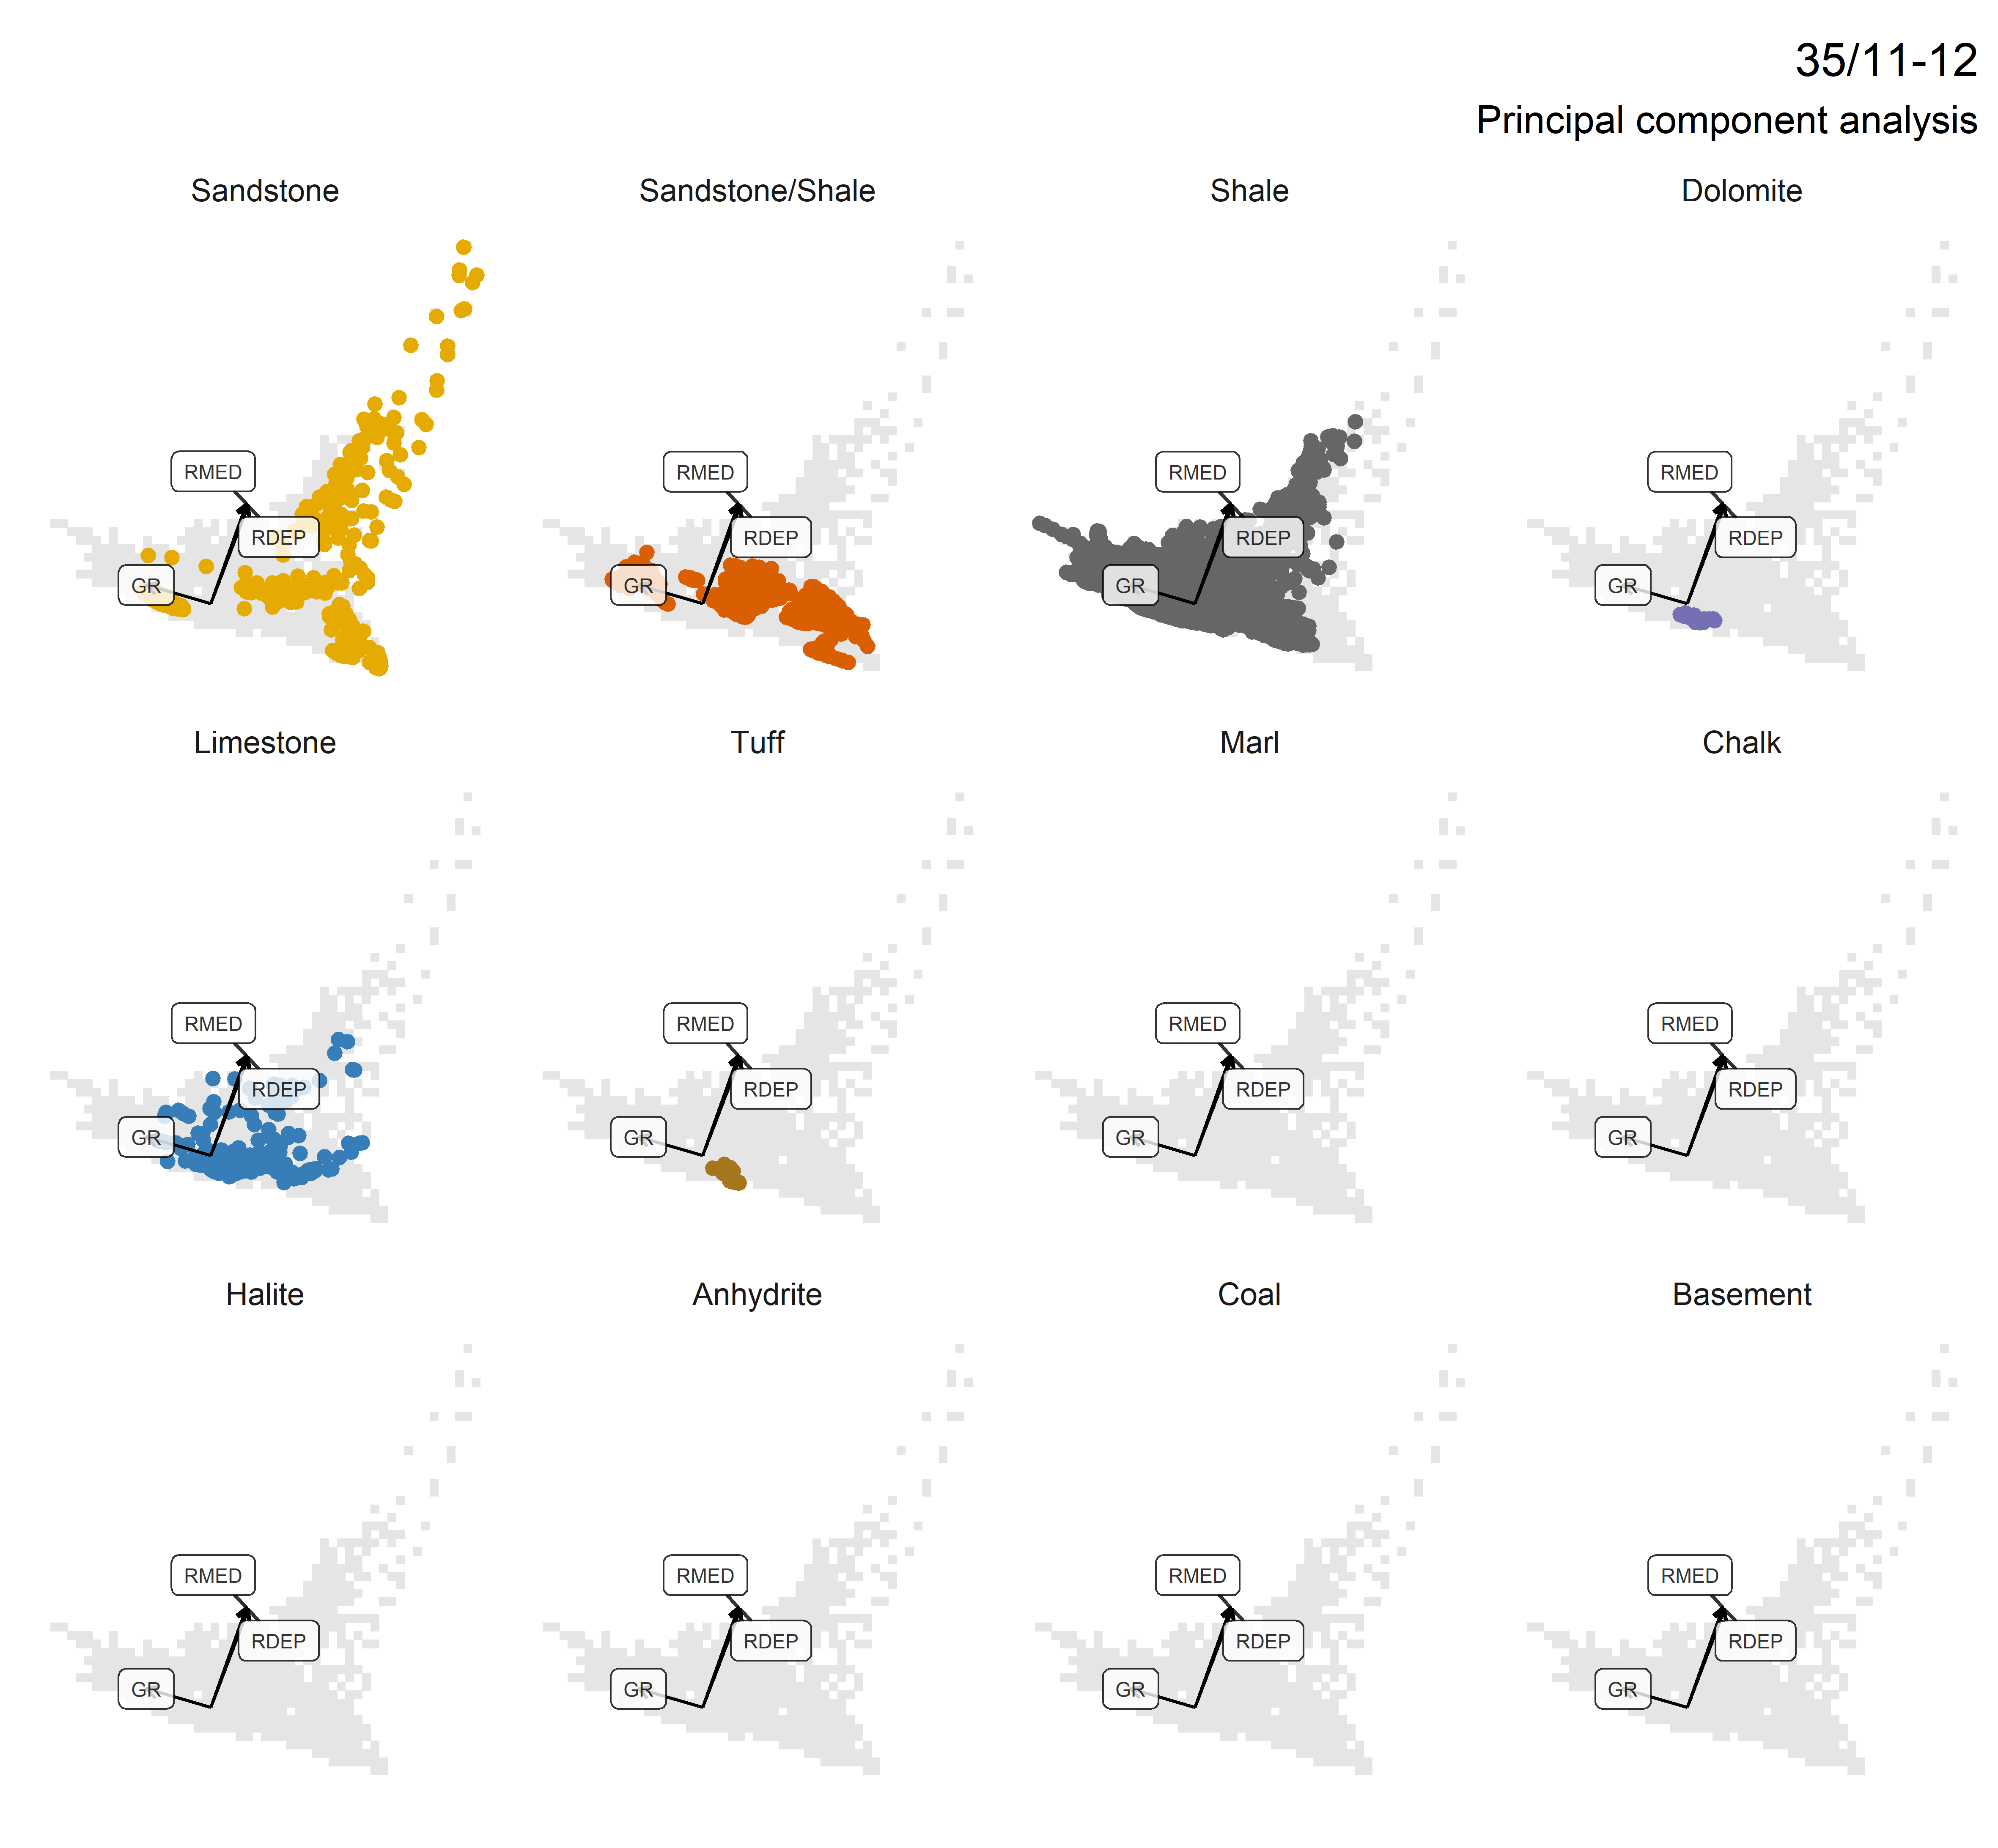 35/11-12
Principal component analysis
Sandstone
Sandstone/Shale
Shale
Dolomite
RMED
RDEP
GR
RMED
RDEP
GR
RMED
RDEP
GR
RMED
RDEP
GR
Limestone
Tuff
Marl
Chalk
RMED
RDEP
GR
RMED
RDEP
GR
RMED
RDEP
GR
RMED
RDEP
GR
Halite
Anhydrite
Coal
Basement
RMED
RDEP
GR
RMED
RDEP
GR
RMED
RDEP
GR
RMED
RDEP
GR